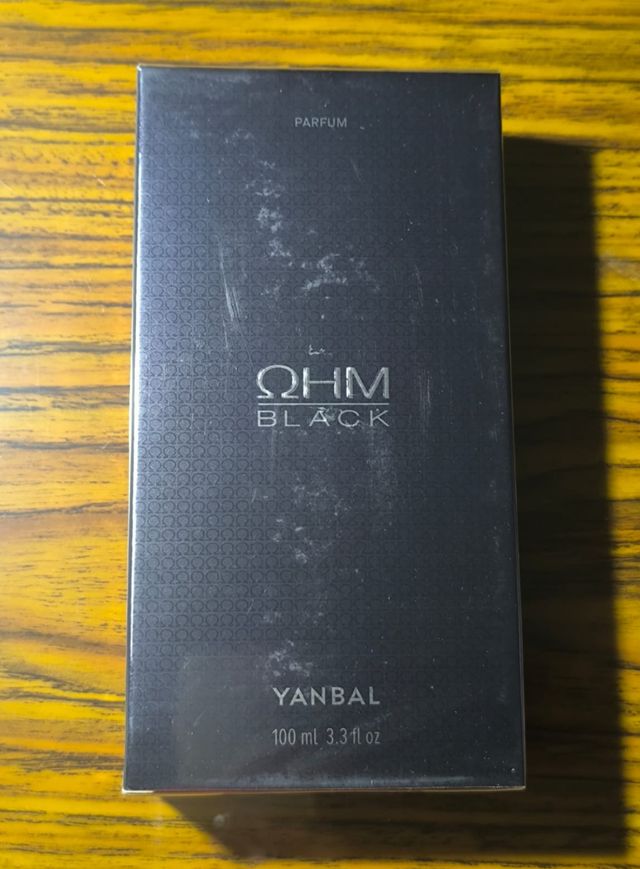 PARFUM
ΩHM
BLACK
YANBAL
100 ml 3.3 fl oz